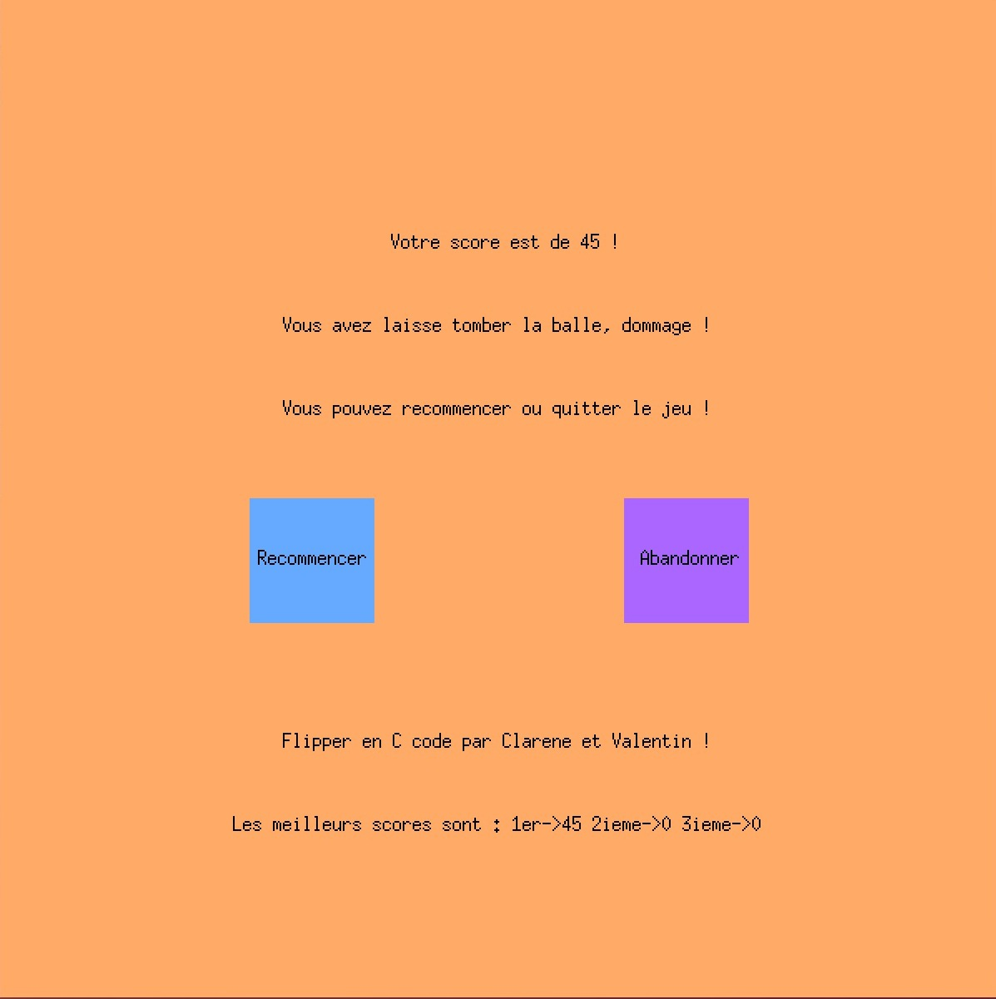 Votre score est de 45 !
Vous avez laisse tomber la balle, dommage !
Vous pouvez recommencer ou quitter le jeu !
Recommencer
Abandonner
Flipper en C code par Clarene et Valentin !
Les meilleurs scores sont : 1er->45 2ieme->0 3ieme->0